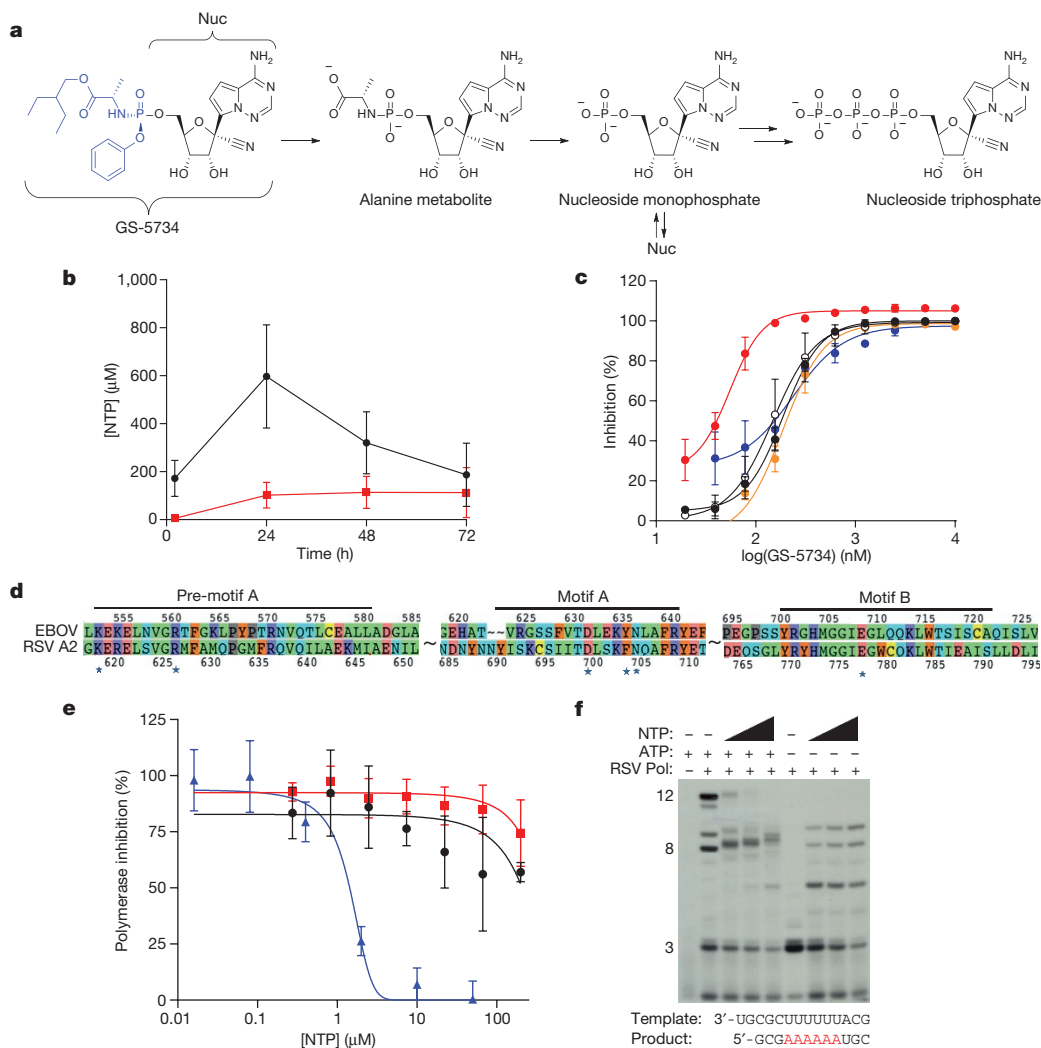 a
Nuc
NH2
N
N
N
O
O
HN
P
O
O
O
N
HO
OH
GS-5734
Alanine metabolite
Nucleoside monophosphate
Nuc
Nucleoside triphosphate
b
1,000
800
600
400
200
0
[NTP] (μM)
0 24 48 72
Time (h)
c
120
100
80
60
40
20
0
Inhibition (%)
1 2 3 4
log(GS-5734) (nM)
d
Pre-motif A
Motif A
Motif B
555 560 565 570 575 580 585
620 625 630 635 640
695 700 705 710 715 720 725
EBOV
LKEKELNVGRTFGKLPYPTRNVQTLCEALLADGLA ~ GEHAT~~VRGSSFVTDLEKYNLAFRYEF PEGPSSYRGHMGGIEGLQQKLWTSISCAQISLV
RSV A2
GKERELSVGRMFAMQPGMFRQVQILAEKMIAENIL NDNYNNYISKCSIITDLSKFNQAFRYET ~ DEQSGLYRYHMGGIEGWCQKLWTIEAISLLDLI
620 625 630 635 640 645 650
685 690 695 700 705 710
765 770 775 780 785 790 795
e
125
100
75
50
25
0
Polymerase inhibition (%)
0.01 0.1 1 10 100
[NTP] (μM)
f
NTP: – – –
ATP: + + + + + – – – –
RSV Pol: – + + + + + + + +
12
8
3
Template: 3′-UGCGCUUUUUUACG
Product: 5′-GCGAAAAAAUGC